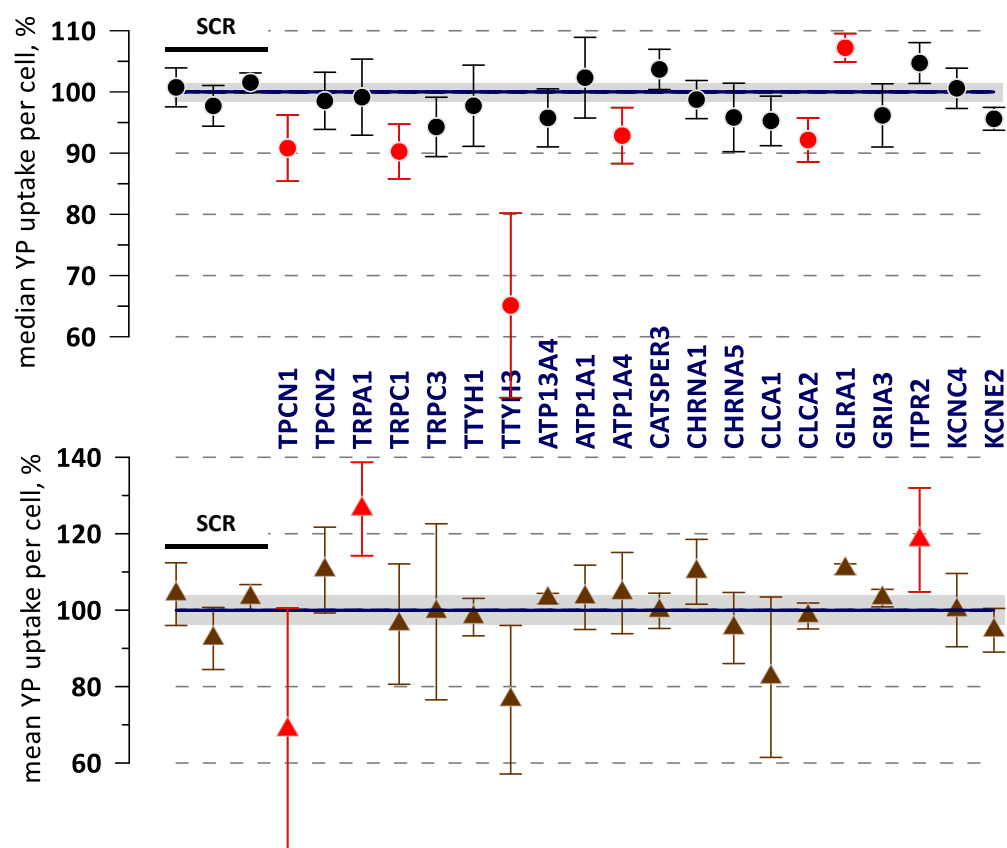 median YP uptake per cell, %
110
100
90
80
70
60
SCR
TPCN1
TPCN2
TRPA1
TRPC1
TRPC3
TTYH1
TTYH3
ATP13A4
ATP1A1
ATP1A4
CATSPER3
CHRNA1
CHRNA5
CLCA1
CLCA2
GLRA1
GRIA3
ITPR2
KCNC4
KCNE2
mean YP uptake per cell, %
140
120
100
80
60
SCR